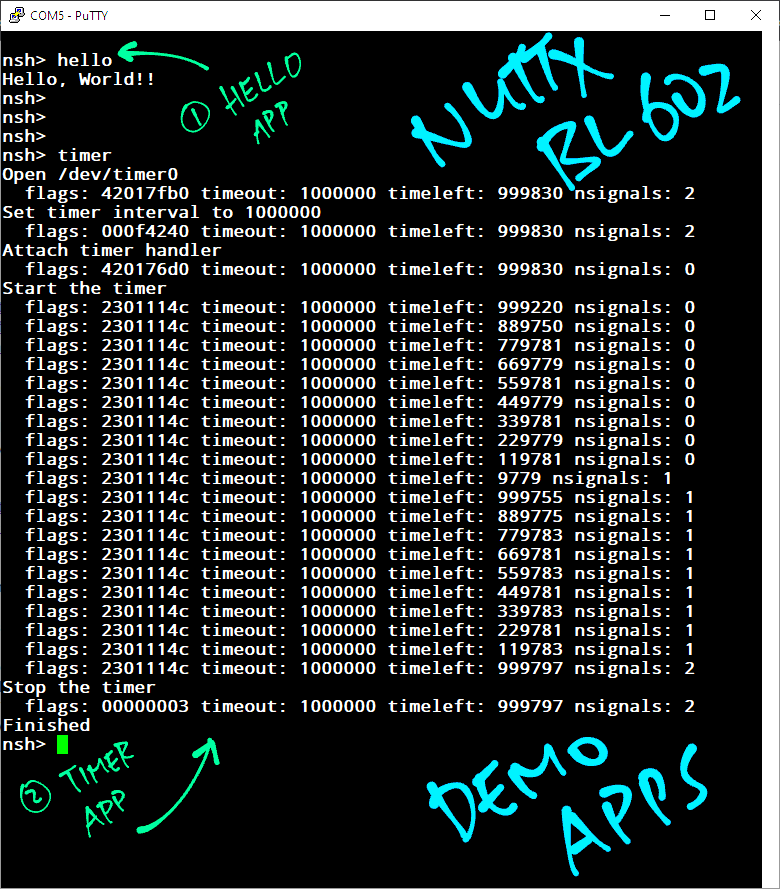 COM5 - PuTTY
nsh> hello
Hello, World!!
nsh>
nsh>
nsh>
nsh> timer
Open /dev/timer0
  flags: 42017fb0 timeout: 1000000 timeleft: 999830 nsignals: 2
Set timer interval to 1000000
  flags: 000f4240 timeout: 1000000 timeleft: 999830 nsignals: 2
Attach timer handler
  flags: 420176d0 timeout: 1000000 timeleft: 999830 nsignals: 0
Start the timer
  flags: 2301114c timeout: 1000000 timeleft: 999220 nsignals: 0
  flags: 2301114c timeout: 1000000 timeleft: 889750 nsignals: 0
  flags: 2301114c timeout: 1000000 timeleft: 779781 nsignals: 0
  flags: 2301114c timeout: 1000000 timeleft: 669779 nsignals: 0
  flags: 2301114c timeout: 1000000 timeleft: 559781 nsignals: 0
  flags: 2301114c timeout: 1000000 timeleft: 449779 nsignals: 0
  flags: 2301114c timeout: 1000000 timeleft: 339781 nsignals: 0
  flags: 2301114c timeout: 1000000 timeleft: 229779 nsignals: 0
  flags: 2301114c timeout: 1000000 timeleft: 119781 nsignals: 0
  flags: 2301114c timeout: 1000000 timeleft: 9779 nsignals: 1
  flags: 2301114c timeout: 1000000 timeleft: 999755 nsignals: 1
  flags: 2301114c timeout: 1000000 timeleft: 889775 nsignals: 1
  flags: 2301114c timeout: 1000000 timeleft: 779783 nsignals: 1
  flags: 2301114c timeout: 1000000 timeleft: 669781 nsignals: 1
  flags: 2301114c timeout: 1000000 timeleft: 559783 nsignals: 1
  flags: 2301114c timeout: 1000000 timeleft: 449781 nsignals: 1
  flags: 2301114c timeout: 1000000 timeleft: 339783 nsignals: 1
  flags: 2301114c timeout: 1000000 timeleft: 229781 nsignals: 1
  flags: 2301114c timeout: 1000000 timeleft: 119783 nsignals: 1
  flags: 2301114c timeout: 1000000 timeleft: 999797 nsignals: 2
Stop the timer
  flags: 00000003 timeout: 1000000 timeleft: 999797 nsignals: 2
Finished
nsh>
① HELLO
APP
NUTTX
BL602
② TIMER
APP
DEMO
APPS